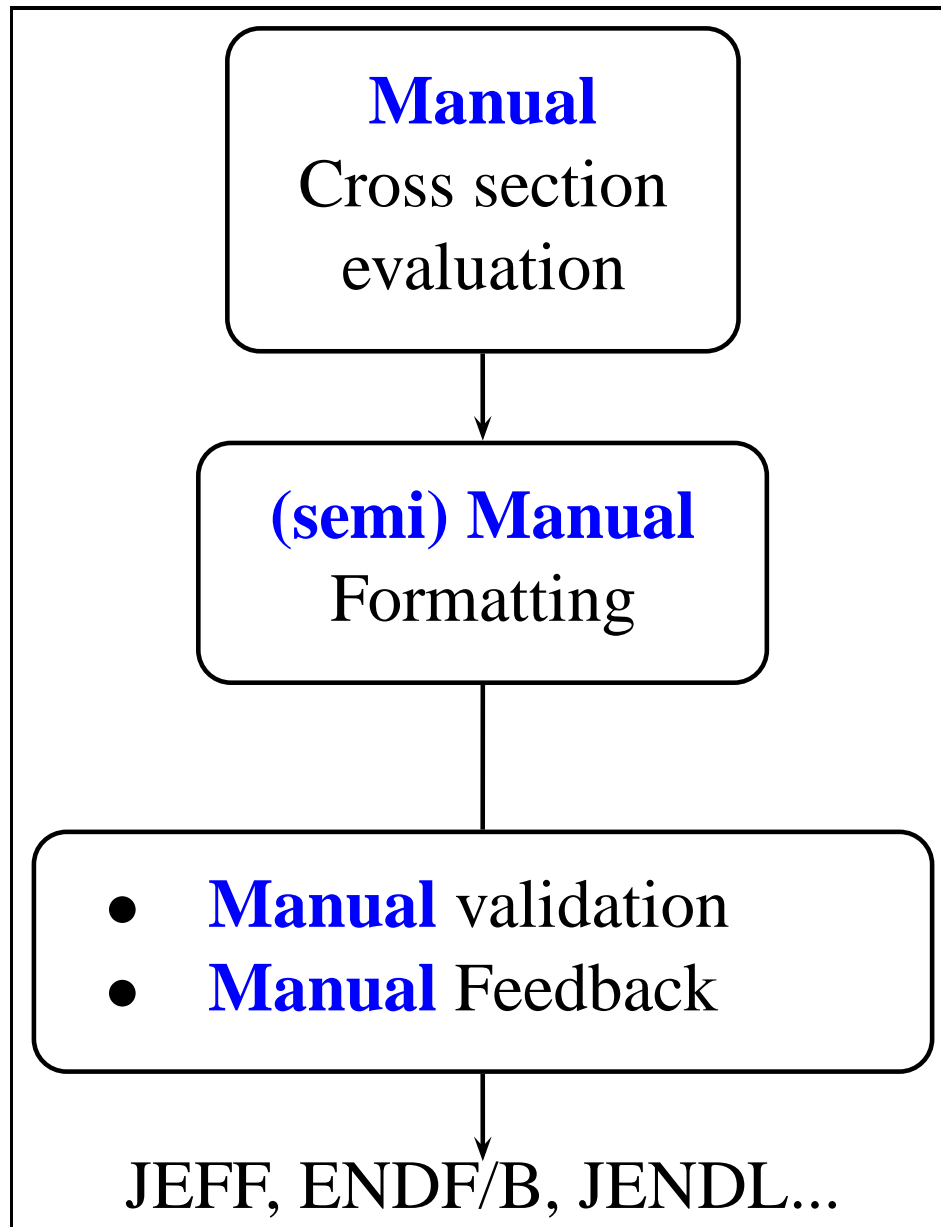 Manual
Cross section
evaluation
(semi) Manual
Formatting
● Manual validation
● Manual Feedback
JEFF, ENDF/B, JENDL...